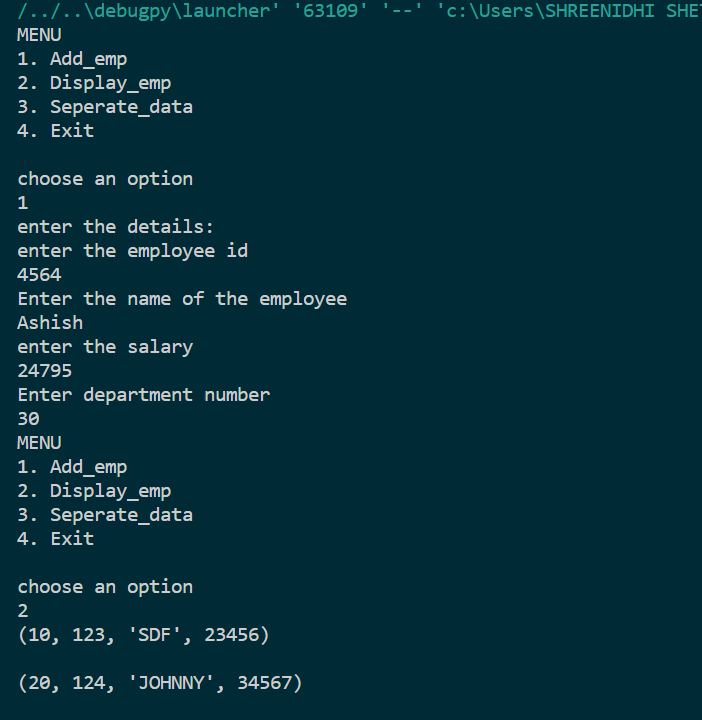 /../..\debugpy\launcher' '63109' '--' 'c:\Users\SHREENIDHI SHE
MENU
1. Add_emp
2. Display_emp
3. Seperate_data
4. Exit
choose an option
1
enter the details:
enter the employee id
4564
Enter the name of the employee
Ashish
enter the salary
24795
Enter department number
30
MENU
1. Add_emp
2. Display_emp
3. Seperate_data
4. Exit
choose an option
2
(10, 123, 'SDF', 23456)
(20, 124, 'JOHNNY', 34567)